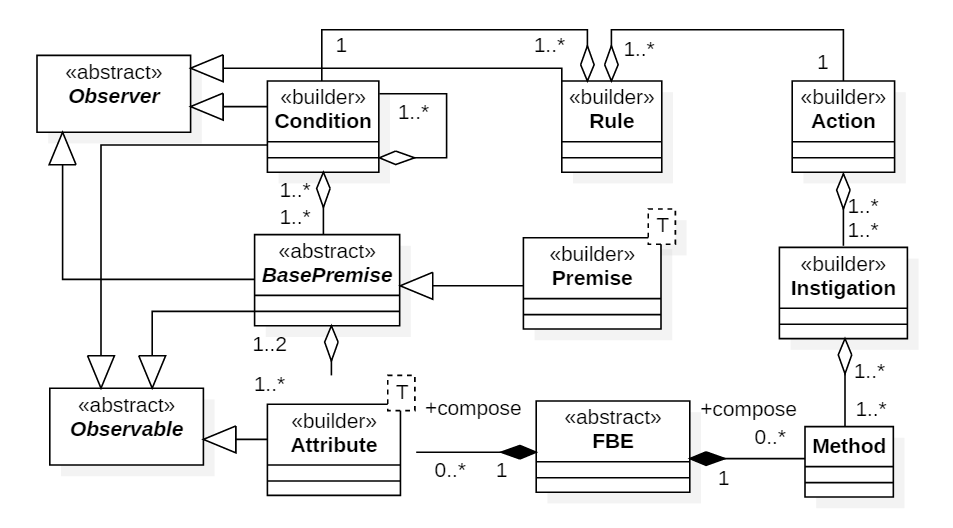 «abstract»
Observer
1
1..*
1..*
1
«builder»
Condition
1..*
«builder»
Rule
«builder»
Action
1..*
1..*
1..*
1..*
«abstract»
BasePremise
T
«builder»
Premise
«builder»
Instigation
1..2
1..*
1..*
1..*
«abstract»
Observable
T
«builder»
Attribute
+compose
0..*
1
«abstract»
FBE
+compose
0..*
1
Method